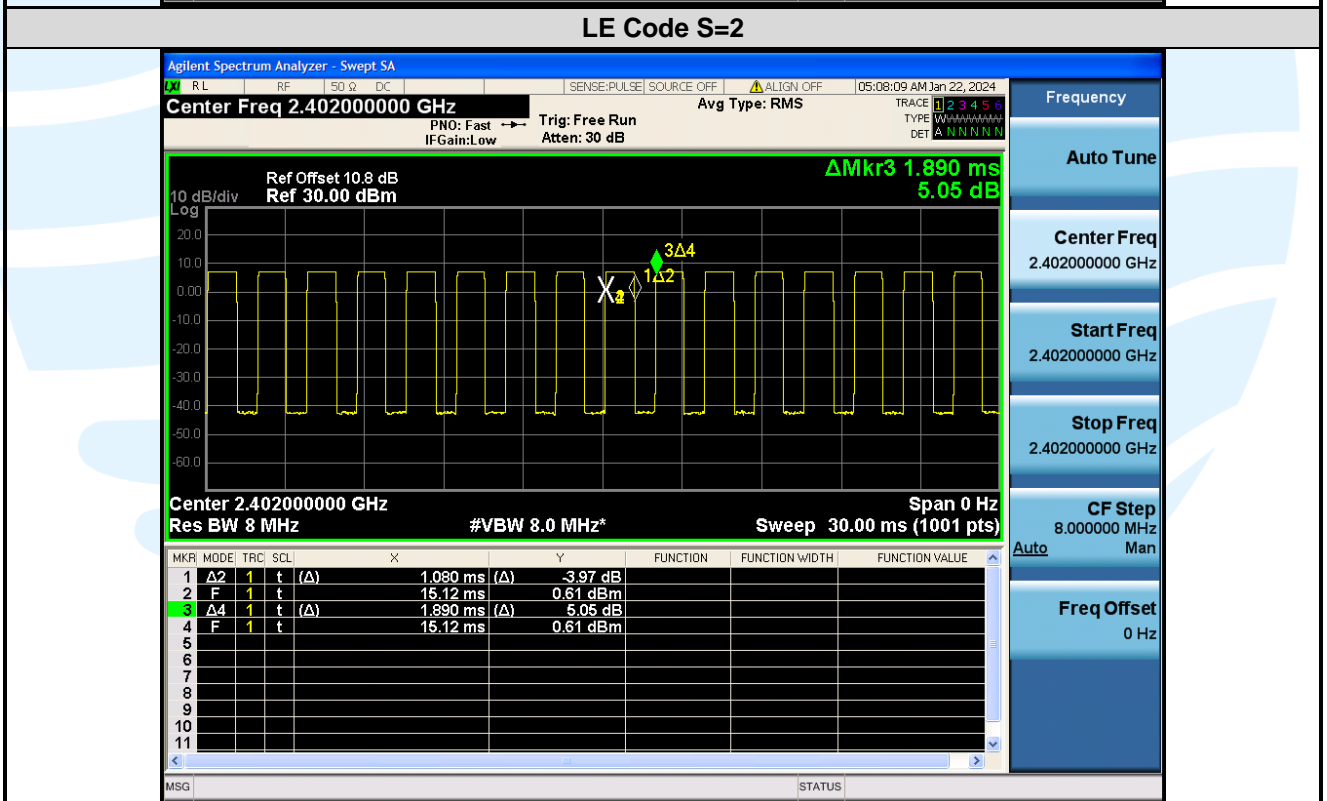 LE Code S=2
Agilent Spectrum Analyzer - Swept SA
LXI RL RF 50 Ω DC SENSE:PULSE SOURCE OFF ALIGN OFF 05:08:09 AM Jan 22, 2024
Center Freq 2.402000000 GHz
Avg Type: RMS
TRACE 1 2 3 4 5 6
PNO: Fast
Trig: Free Run
TYPE
IFGain:Low
Atten: 30 dB
DET A N N N N N
ΔMkr3 1.890 ms
5.05 dB
Ref Offset 10.8 dB
10 dB/div Ref 30.00 dBm
Log
20.0
10.0
0.00
-10.0
-20.0
-30.0
-40.0
-50.0
-60.0
3Δ4
1Δ2
X
Center 2.402000000 GHz Span 0 Hz
Res BW 8 MHz #VBW 8.0 MHz* Sweep 30.00 ms (1001 pts)
MKR MODE TRC SCL X Y FUNCTION FUNCTION WIDTH FUNCTION VALUE
1 Δ2 1 t (Δ) 1.080 ms (Δ) -3.97 dB
2 F 1 t 15.12 ms 0.61 dBm
3 Δ4 1 t (Δ) 1.890 ms (Δ) 5.05 dB
4 F 1 t 15.12 ms 0.61 dBm
5
6
7
8
9
10
11
MSG STATUS
Frequency
Auto Tune
Center Freq
2.402000000 GHz
Start Freq
2.402000000 GHz
Stop Freq
2.402000000 GHz
CF Step
8.000000 MHz
Auto Man
Freq Offset
0 Hz